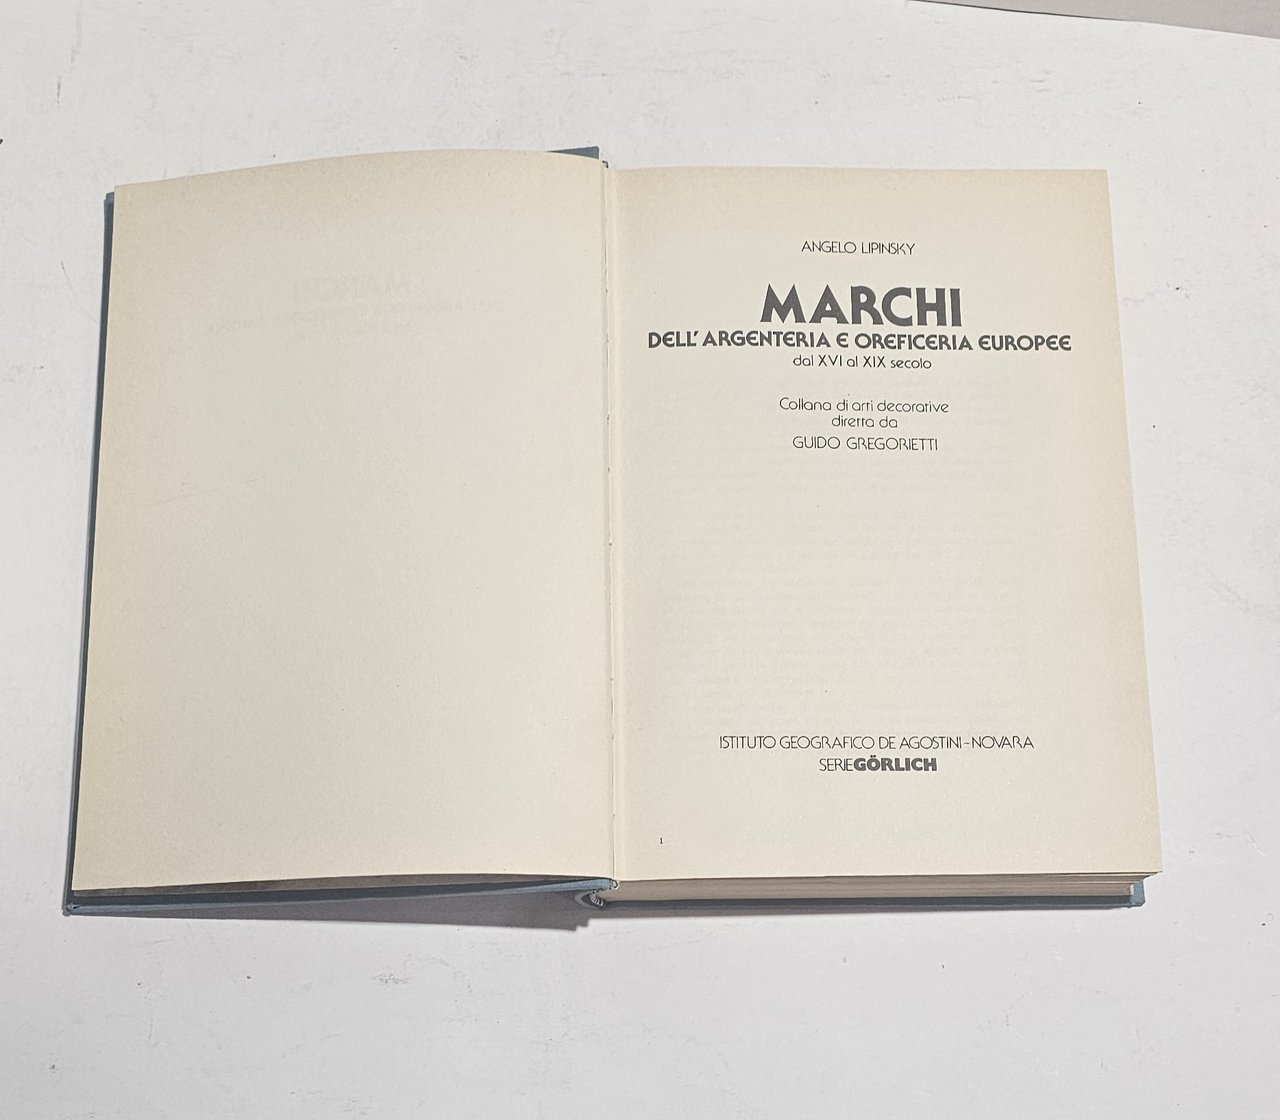 ANGELO LIPINSKY
MARCHI
DELL'ARGENTERIA E OREFICERIA EUROPEE
dal XVI al XIX secolo
Collana di arti decorative
diretta da
GUIDO GREGORIETTI
ISTITUTO GEOGRAFICO DE AGOSTINI-NOVARA
SERIEGÖRLICH
1